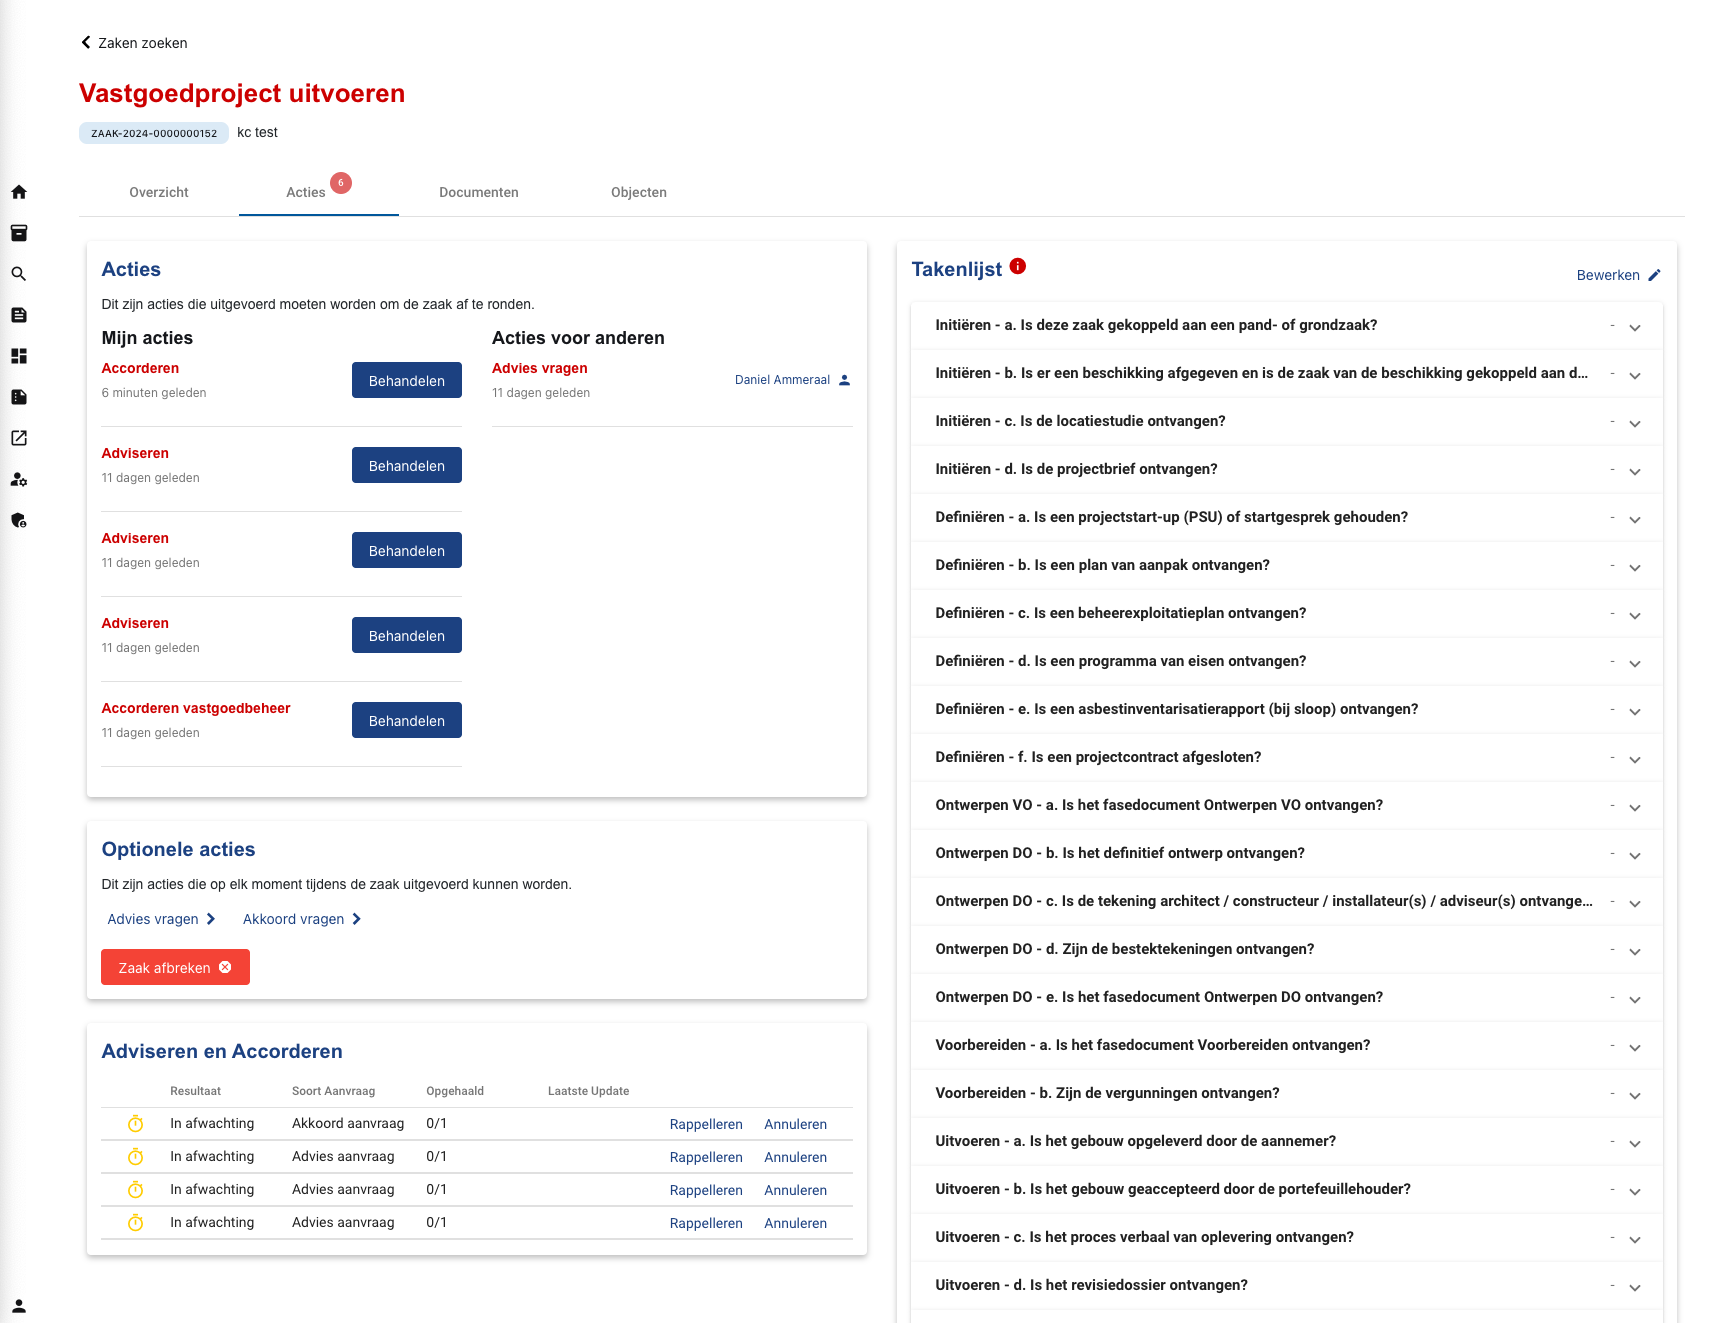 Zaken zoeken
Vastgoedproject uitvoeren
ZAAK-2024-0000000152 kc test
Overzicht
Acties 6
Documenten
Objecten
Acties
Dit zijn acties die uitgevoerd moeten worden om de zaak af te ronden.
Mijn acties
Accorderen
6 minuten geleden
Behandelen
Adviseren
11 dagen geleden
Behandelen
Adviseren
11 dagen geleden
Behandelen
Adviseren
11 dagen geleden
Behandelen
Accorderen vastgoedbeheer
11 dagen geleden
Behandelen
Acties voor anderen
Advies vragen
11 dagen geleden
Daniel Ammeraal
Optionele acties
Dit zijn acties die op elk moment tijdens de zaak uitgevoerd kunnen worden.
Advies vragen
Akkoord vragen
Zaak afbreken
Adviseren en Accorderen
Resultaat Soort Aanvraag Opgehaald Laatste Update
In afwachting Akkoord aanvraag 0/1 Rappelleren Annuleren
In afwachting Advies aanvraag 0/1 Rappelleren Annuleren
In afwachting Advies aanvraag 0/1 Rappelleren Annuleren
In afwachting Advies aanvraag 0/1 Rappelleren Annuleren
Takenlijst
Bewerken
Initiëren - a. Is deze zaak gekoppeld aan een pand- of grondzaak? -
Initiëren - b. Is er een beschikking afgegeven en is de zaak van de beschikking gekoppeld aan d... -
Initiëren - c. Is de locatiestudie ontvangen? -
Initiëren - d. Is de projectbrief ontvangen? -
Definiëren - a. Is een projectstart-up (PSU) of startgesprek gehouden? -
Definiëren - b. Is een plan van aanpak ontvangen? -
Definiëren - c. Is een beheerexploitatieplan ontvangen? -
Definiëren - d. Is een programma van eisen ontvangen? -
Definiëren - e. Is een asbestinventarisatierapport (bij sloop) ontvangen? -
Definiëren - f. Is een projectcontract afgesloten? -
Ontwerpen VO - a. Is het fasedocument Ontwerpen VO ontvangen? -
Ontwerpen DO - b. Is het definitief ontwerp ontvangen? -
Ontwerpen DO - c. Is de tekening architect / constructeur / installateur(s) / adviseur(s) ontvange... -
Ontwerpen DO - d. Zijn de bestektekeningen ontvangen? -
Ontwerpen DO - e. Is het fasedocument Ontwerpen DO ontvangen? -
Voorbereiden - a. Is het fasedocument Voorbereiden ontvangen? -
Voorbereiden - b. Zijn de vergunningen ontvangen? -
Uitvoeren - a. Is het gebouw opgeleverd door de aannemer? -
Uitvoeren - b. Is het gebouw geaccepteerd door de portefeuillehouder? -
Uitvoeren - c. Is het proces verbaal van oplevering ontvangen? -
Uitvoeren - d. Is het revisiedossier ontvangen? -